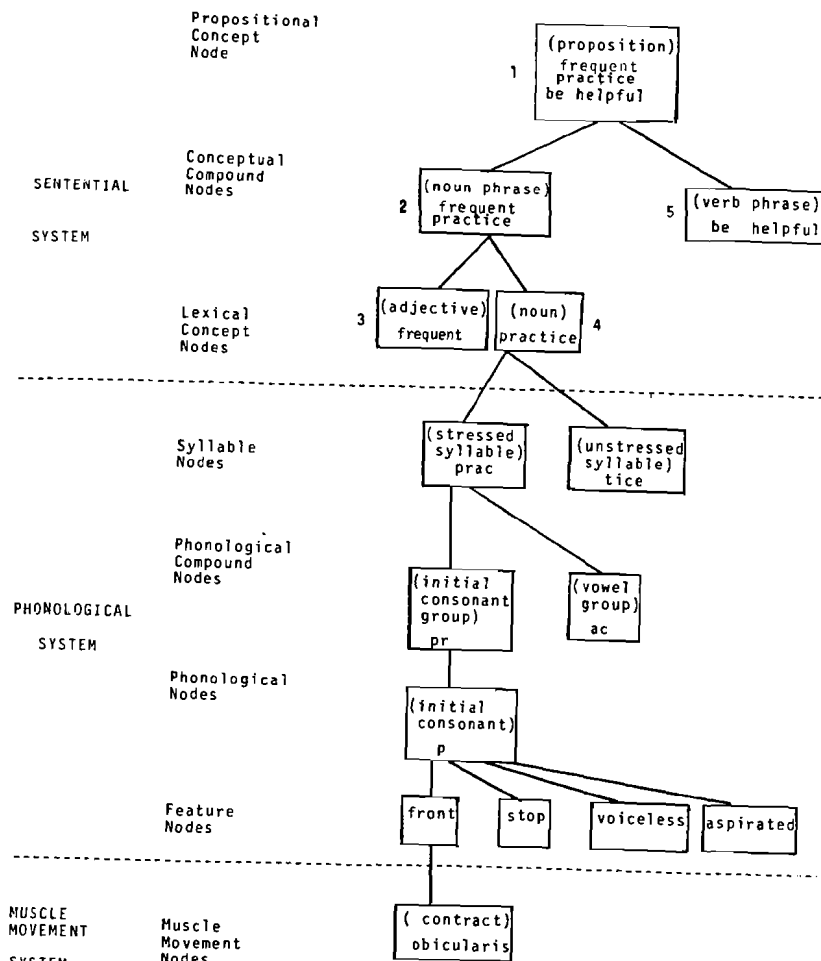 Propositional
Concept
Node
1
(proposition)
frequent
practice
be helpful
SENTENTIAL
SYSTEM
Conceptual
Compound
Nodes
2
(noun phrase)
frequent
practice
5
(verb phrase)
be helpful
Lexical
Concept
Nodes
3
(adjective)
frequent
(noun)
practice
4
Syllable
Nodes
(stressed
syllable)
prac
(unstressed
syllable)
tice
Phonological
Compound
Nodes
(initial
consonant
group)
pr
(vowel
group)
ac
PHONOLOGICAL
SYSTEM
Phonological
Nodes
(initial
consonant)
p
Feature
Nodes
front
stop
voiceless
aspirated
MUSCLE
MOVEMENT
SYSTEM
Muscle
Movement
Nodes
( contract)
obicularis